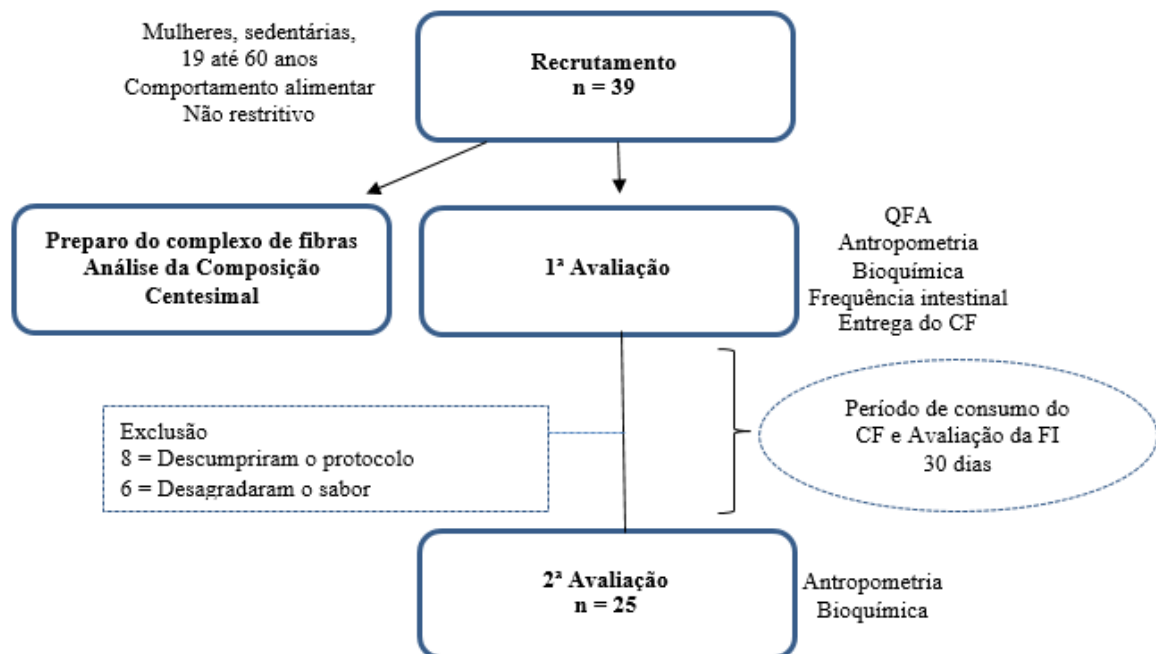 Mulheres, sedentárias,
19 até 60 anos
Comportamento alimentar
Não restritivo
Recrutamento
n = 39
Preparo do complexo de fibras
Análise da Composição
Centesimal
1ª Avaliação
QFA
Antropometria
Bioquímica
Frequência intestinal
Entrega do CF
Exclusão
8 = Descumpriram o protocolo
6 = Desagradaram o sabor
Período de consumo do
CF e Avaliação da FI
30 dias
2ª Avaliação
n = 25
Antropometria
Bioquímica